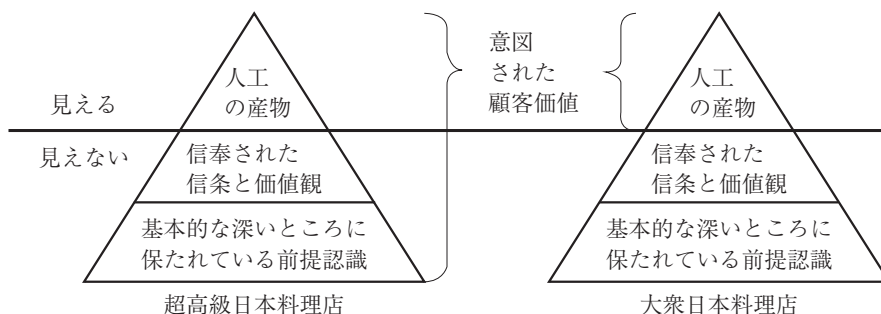 人工
の産物
意図
された
顧客価値
人工
の産物
見える
見えない
信奉された
信条と価値観
信奉された
信条と価値観
基本的な深いところに
保たれている前提認識
基本的な深いところに
保たれている前提認識
超高級日本料理店
大衆日本料理店